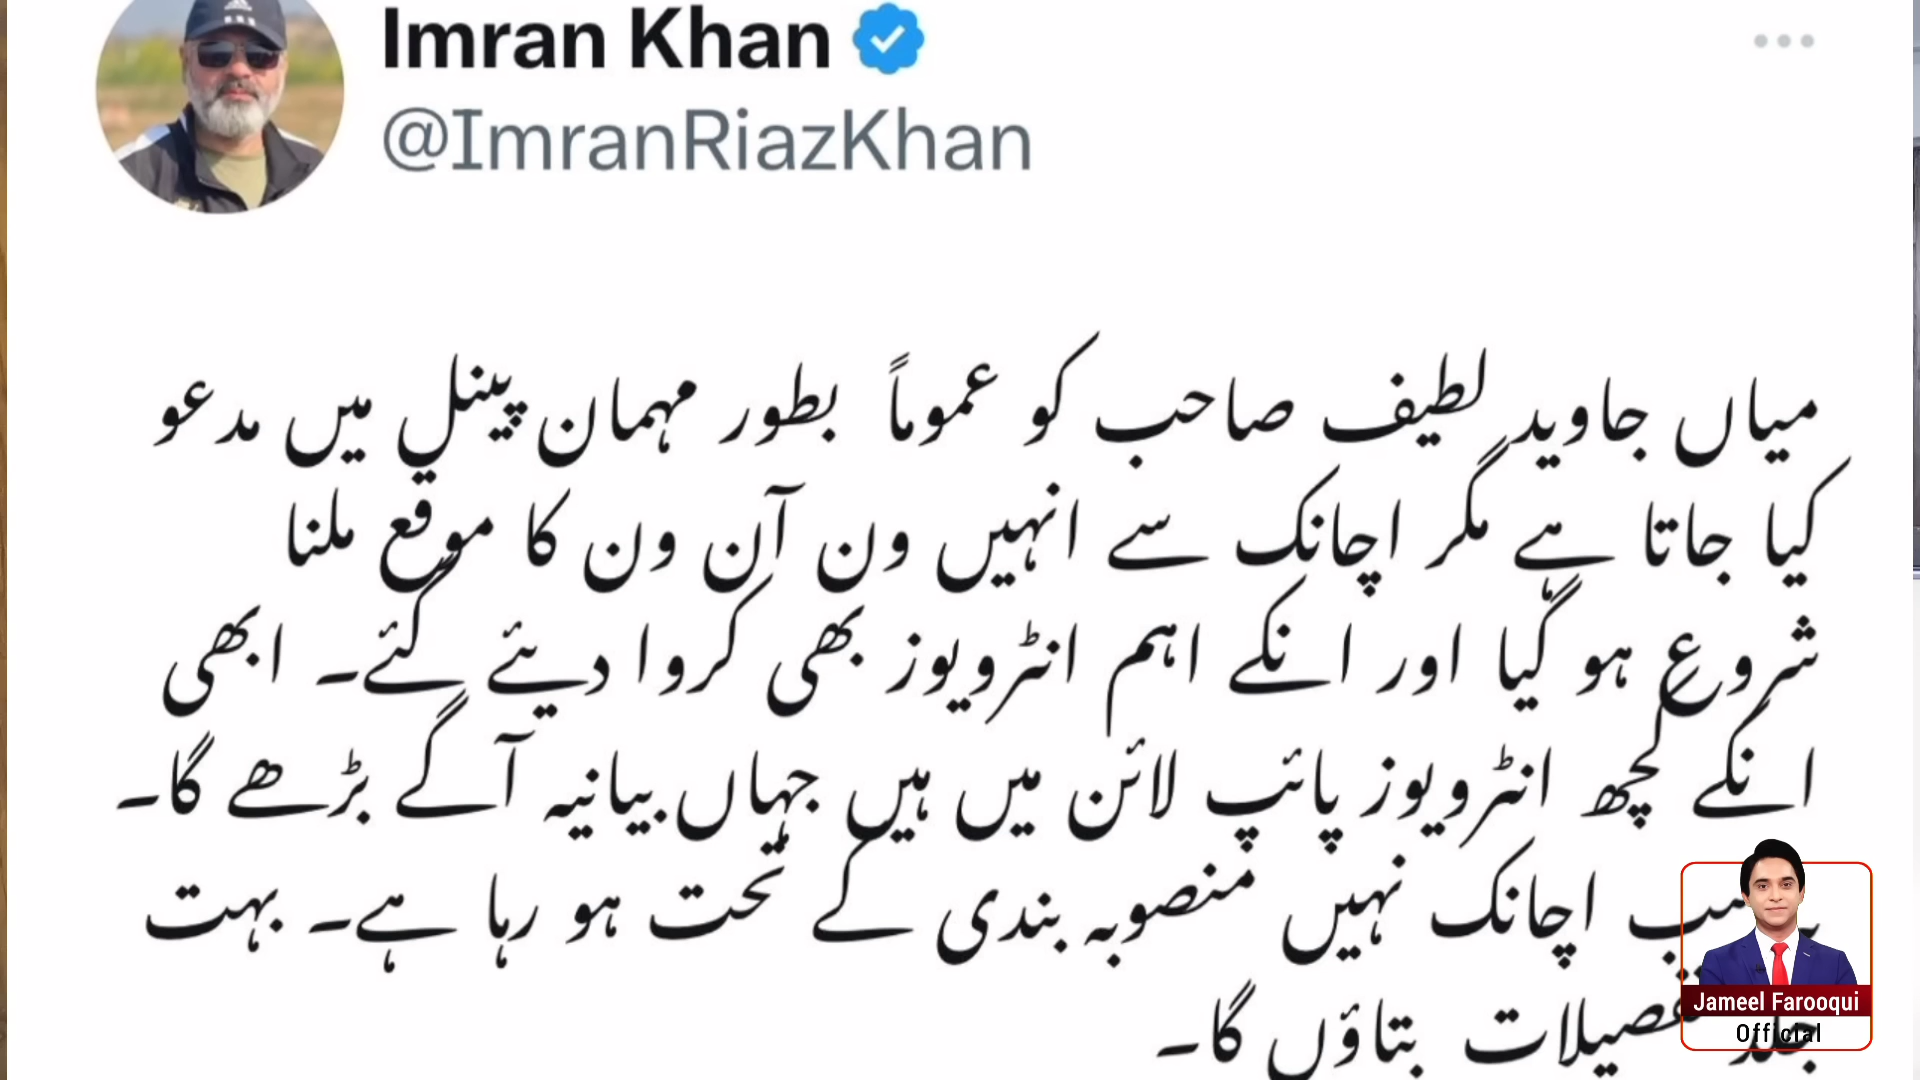 Imran Khan
@ImranRiazKhan
میاں جاوید لطیف صاحب کو عموماً بطور مہمان پینل میں مدعو
کیا جاتا ہے مگر اچانک سے انہیں ون آن ون کا موقع ملنا
شروع ہو گیا اور انکے اہم انٹرویوز بھی کروا دیئے گئے۔ ابھی
انکے کچھ انٹرویوز پائپ لائن میں ہیں جہاں بیانیہ آگے بڑھے گا۔
اچانک نہیں منصوبہ بندی کے تحت ہو رہا ہے۔ بہت
تفصیلات بتاؤں گا۔
Jameel Farooqui
Official